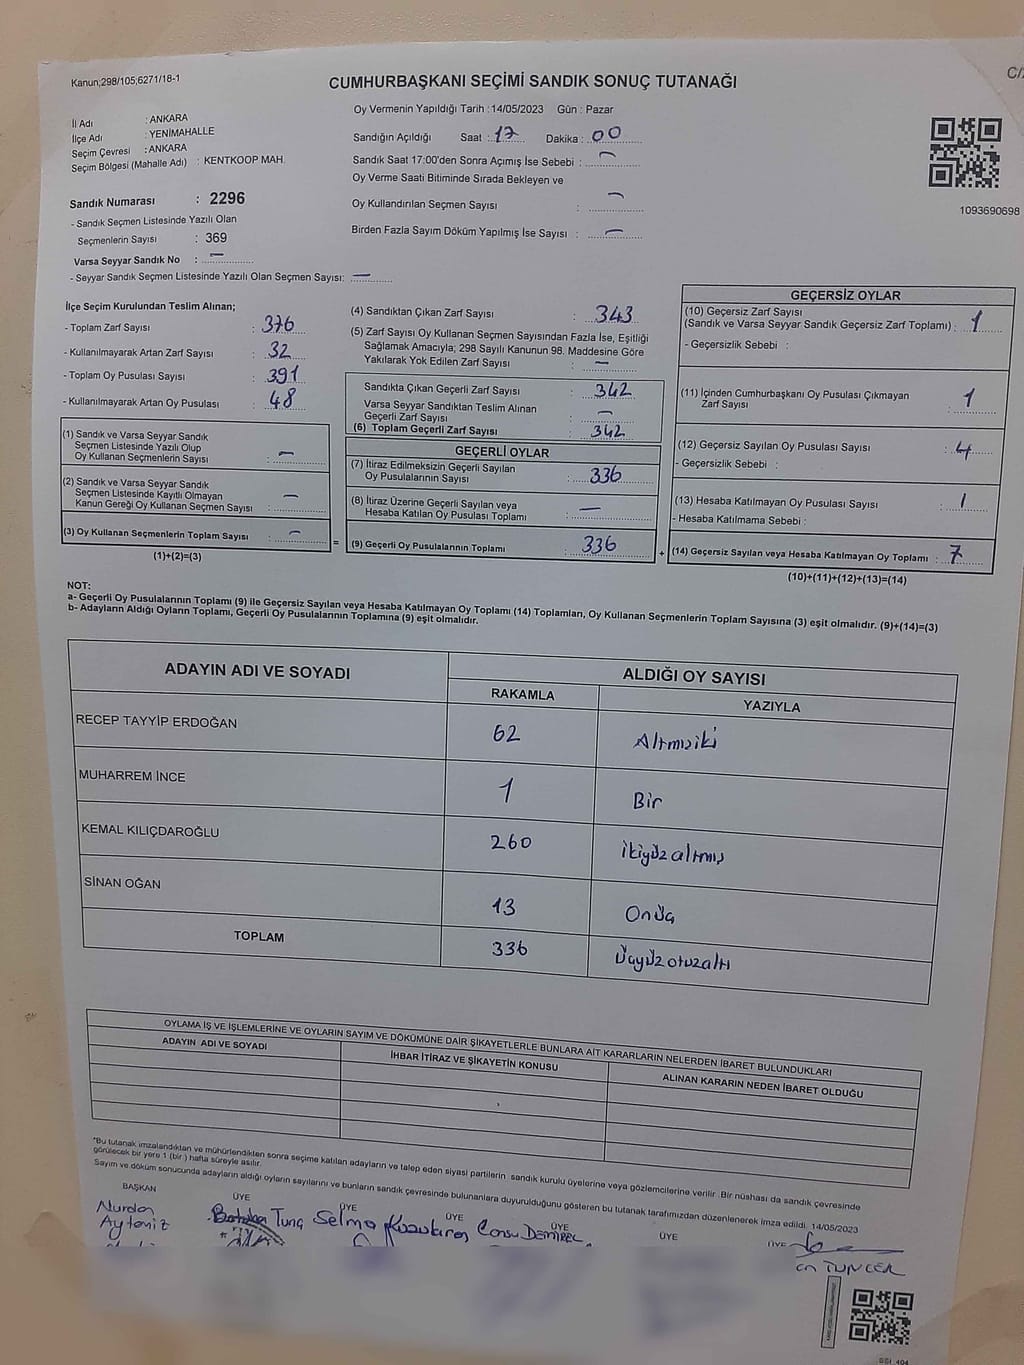 Kanun;298/105;6271/18-1
C/2
CUMHURBAŞKANI SEÇİMİ SANDIK SONUÇ TUTANAĞI
İl Adı : ANKARA
İlçe Adı : YENİMAHALLE
Seçim Çevresi : ANKARA
Seçim Bölgesi (Mahalle Adı) : KENTKOOP MAH.
Sandık Numarası : 2296
- Sandık Seçmen Listesinde Yazılı Olan
Seçmenlerin Sayısı : 369
Varsa Seyyar Sandık No : —
- Seyyar Sandık Seçmen Listesinde Yazılı Olan Seçmen Sayısı: —
Oy Vermenin Yapıldığı Tarih :14/05/2023 Gün : Pazar
Sandığın Açıldığı Saat : 17 Dakika : 00
Sandık Saat 17:00'den Sonra Açımış İse Sebebi : —
Oy Verme Saati Bitiminde Sırada Bekleyen ve
Oy Kullandırılan Seçmen Sayısı : —
Birden Fazla Sayım Döküm Yapılmış İse Sayısı : —
1093690698
İlçe Seçim Kurulundan Teslim Alınan;
- Toplam Zarf Sayısı : 376
- Kullanılmayarak Artan Zarf Sayısı : 32
- Toplam Oy Pusulası Sayısı : 391
- Kullanılmayarak Artan Oy Pusulası : 48
(1) Sandık ve Varsa Seyyar Sandık
Seçmen Listesinde Yazılı Olup
Oy Kullanan Seçmenlerin Sayısı : —
(2) Sandık ve Varsa Seyyar Sandık
Seçmen Listesinde Kayıtlı Olmayan
Kanun Gereği Oy Kullanan Seçmen Sayısı : —
(3) Oy Kullanan Seçmenlerin Toplam Sayısı : —
(1)+(2)=(3)
=
(4) Sandıktan Çıkan Zarf Sayısı : 343
(5) Zarf Sayısı Oy Kullanan Seçmen Sayısından Fazla İse, Eşitliği
Sağlamak Amacıyla; 298 Sayılı Kanunun 98. Maddesine Göre
Yakılarak Yok Edilen Zarf Sayısı : —
Sandıkta Çıkan Geçerli Zarf Sayısı : 342
Varsa Seyyar Sandıktan Teslim Alınan
Geçerli Zarf Sayısı : —
(6) Toplam Geçerli Zarf Sayısı : 342
GEÇERLİ OYLAR
(7) İtiraz Edilmeksizin Geçerli Sayılan
Oy Pusulalarının Sayısı : 336
(8) İtiraz Üzerine Geçerli Sayılan veya
Hesaba Katılan Oy Pusulası Toplamı : —
(9) Geçerli Oy Pusulalarının Toplamı : 336
+
GEÇERSİZ OYLAR
(10) Geçersiz Zarf Sayısı
(Sandık ve Varsa Seyyar Sandık Geçersiz Zarf Toplamı) : 1
- Geçersizlik Sebebi :
(11) İçinden Cumhurbaşkanı Oy Pusulası Çıkmayan
Zarf Sayısı : 1
(12) Geçersiz Sayılan Oy Pusulası Sayısı : 4
- Geçersizlik Sebebi :
(13) Hesaba Katılmayan Oy Pusulası Sayısı : 1
- Hesaba Katılmama Sebebi :
(14) Geçersiz Sayılan veya Hesaba Katılmayan Oy Toplamı : 7
(10)+(11)+(12)+(13)=(14)
NOT:
a- Geçerli Oy Pusulalarının Toplamı (9) ile Geçersiz Sayılan veya Hesaba Katılmayan Oy Toplamı (14) Toplamları, Oy Kullanan Seçmenlerin Toplam Sayısına (3) eşit olmalıdır. (9)+(14)=(3)
b- Adayların Aldığı Oyların Toplamı, Geçerli Oy Pusulalarının Toplamına (9) eşit olmalıdır.
ADAYIN ADI VE SOYADI ALDIĞI OY SAYISI
RAKAMLA YAZIYLA
RECEP TAYYİP ERDOĞAN 62 Altmışiki
MUHARREM İNCE 1 Bir
KEMAL KILIÇDAROĞLU 260 ikiyüzaltmış
SİNAN OĞAN 13 Onüç
TOPLAM 336 Üçyüzotuzaltı
OYLAMA İŞ VE İŞLEMLERİNE VE OYLARIN SAYIM VE DÖKÜMÜNE DAİR ŞİKAYETLERLE BUNLARA AİT KARARLARIN NELERDEN İBARET BULUNDUKLARI
ADAYIN ADI VE SOYADI İHBAR İTİRAZ VE ŞİKAYETİN KONUSU ALINAN KARARIN NEDEN İBARET OLDUĞU
*Bu tutanak imzalandıktan ve mühürlendikten sonra seçime katılan adayların ve talep eden siyasi partilerin sandık kurulu üyelerine veya gözlemcilerine verilir .Bir nüshası da sandık çevresinde
görülecek bir yere 1 (bir ) hafta süreyle asılır.
Sayım ve döküm sonucunda adayların aldığı oyların sayılarını ve bunların sandık çevresinde bulunanlara duyurulduğunu gösteren bu tutanak tarafımızdan düzenlenerek imza edildi. 14/05/2023
BAŞKAN ÜYE ÜYE ÜYE ÜYE ÜYE ÜYE
Nurdan
Tunç Selma Cansu DEMİREL
TUNCER